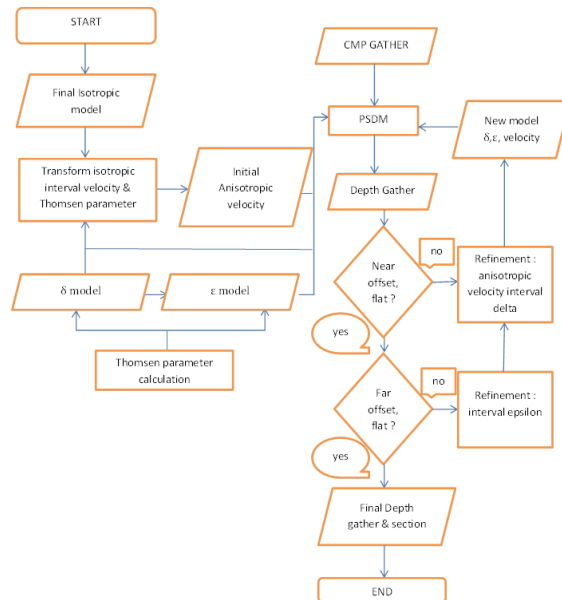 START
Final Isotropic
model
Transform isotropic
interval velocity &
Thomsen parameter
Initial
Anisotropic
velocity
δ model
ε model
Thomsen parameter
calculation
CMP GATHER
PSDM
New model
δ,ε, velocity
Depth Gather
Near
offset,
flat ?
no
Refinement :
anisotropic
velocity interval
delta
yes
Far
offset,
flat ?
no
Refinement :
interval epsilon
yes
Final Depth
gather & section
END